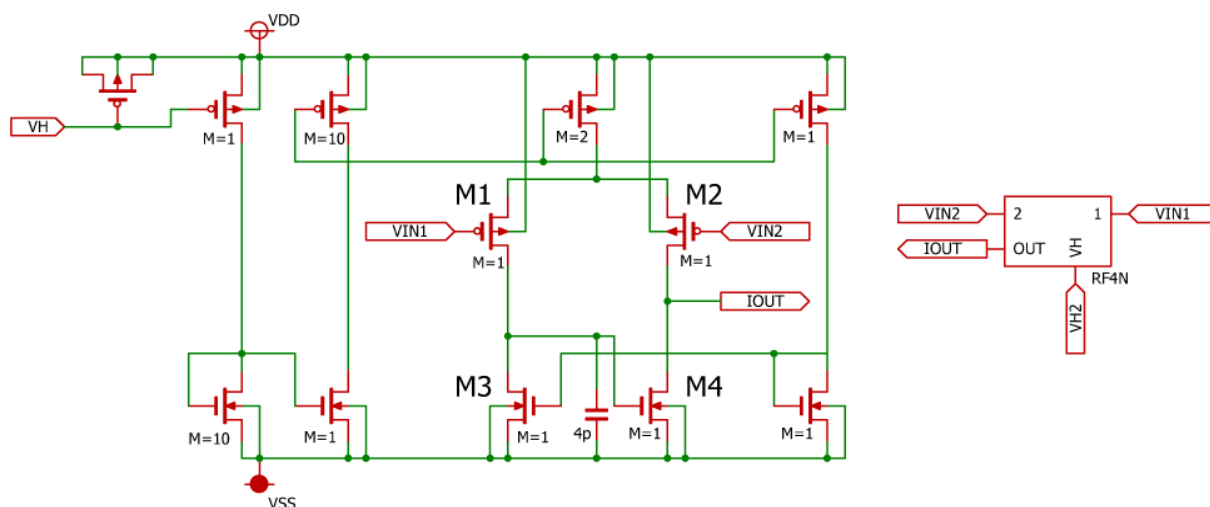 VDD
VH
M=1
M=10
M=2
M=1
M1
M2
VIN1
VIN2
M=1
M=1
IOUT
M3
M4
M=10
M=1
M=1
4p
M=1
M=1
VSS
VIN2
2
1
VIN1
IOUT
OUT
VH
RF4N
VH2